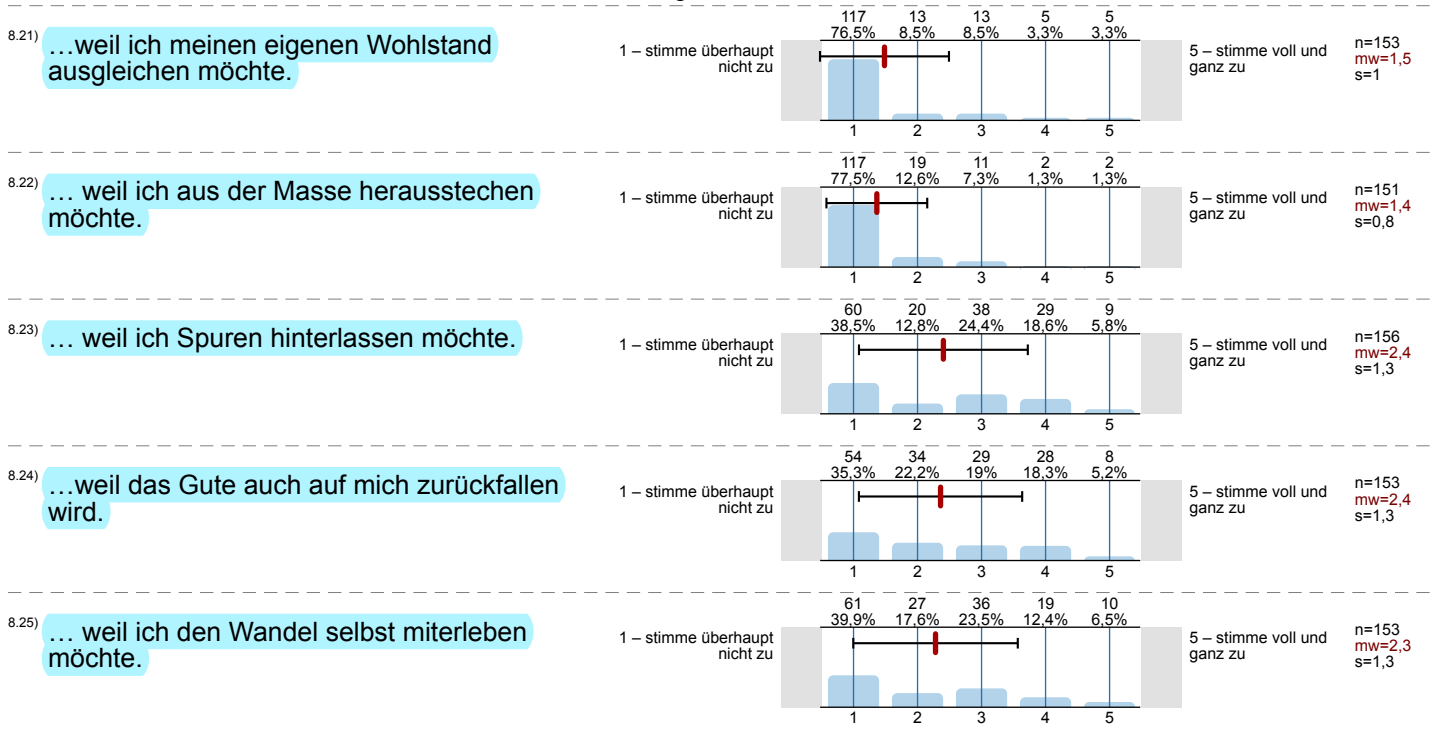 8.21) …weil ich meinen eigenen Wohlstand
ausgleichen möchte.
1 – stimme überhaupt
nicht zu
117 13 13 5 5
76,5% 8,5% 8,5% 3,3% 3,3%
1 2 3 4 5
5 – stimme voll und
ganz zu
n=153
mw=1,5
s=1
8.22) … weil ich aus der Masse herausstechen
möchte.
1 – stimme überhaupt
nicht zu
117 19 11 2 2
77,5% 12,6% 7,3% 1,3% 1,3%
1 2 3 4 5
5 – stimme voll und
ganz zu
n=151
mw=1,4
s=0,8
8.23) … weil ich Spuren hinterlassen möchte.
1 – stimme überhaupt
nicht zu
60 20 38 29 9
38,5% 12,8% 24,4% 18,6% 5,8%
1 2 3 4 5
5 – stimme voll und
ganz zu
n=156
mw=2,4
s=1,3
8.24) …weil das Gute auch auf mich zurückfallen
wird.
1 – stimme überhaupt
nicht zu
54 34 29 28 8
35,3% 22,2% 19% 18,3% 5,2%
1 2 3 4 5
5 – stimme voll und
ganz zu
n=153
mw=2,4
s=1,3
8.25) … weil ich den Wandel selbst miterleben
möchte.
1 – stimme überhaupt
nicht zu
61 27 36 19 10
39,9% 17,6% 23,5% 12,4% 6,5%
1 2 3 4 5
5 – stimme voll und
ganz zu
n=153
mw=2,3
s=1,3